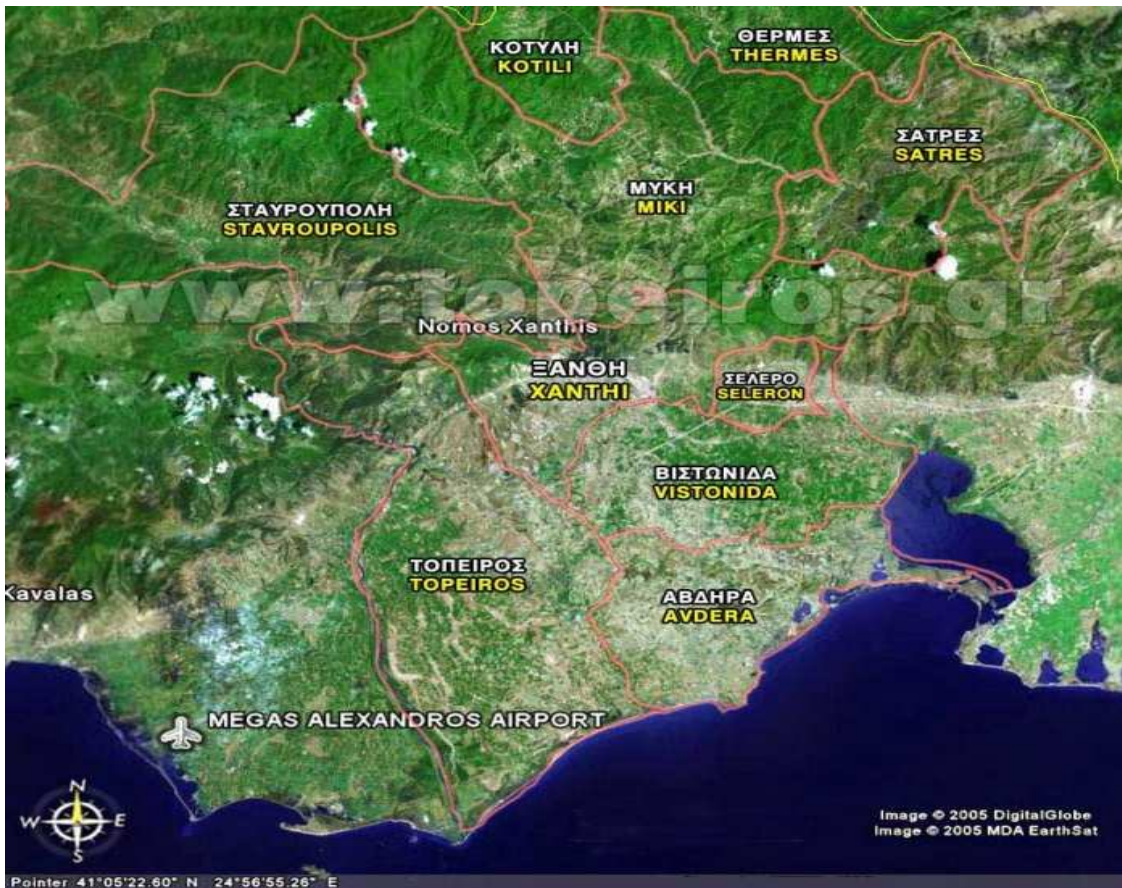 ΚΟΤΥΛΗ
KOTILI
ΘΕΡΜΕΣ
THERMES
ΣΑΤΡΕΣ
SATRES
ΜΥΚΗ
MIKI
ΣΤΑΥΡΟΥΠΟΛΗ
STAVROUPOLIS
www.topeiros.gr
Nomos Xanthis
ΞΑΝΘΗ
XANTHI
ΣΕΛΕΡΟ
SELERON
ΒΙΣΤΩΝΙΔΑ
VISTONIDA
ΤΟΠΕΙΡΟΣ
TOPEIROS
ΑΒΔΗΡΑ
AVDERA
Kavalas
MEGAS ALEXANDROS AIRPORT
N
W E
S
Image © 2005 DigitalGlobe
Image © 2005 MDA EarthSat
Pointer 41°05'22.60" N 24°56'55.26" E